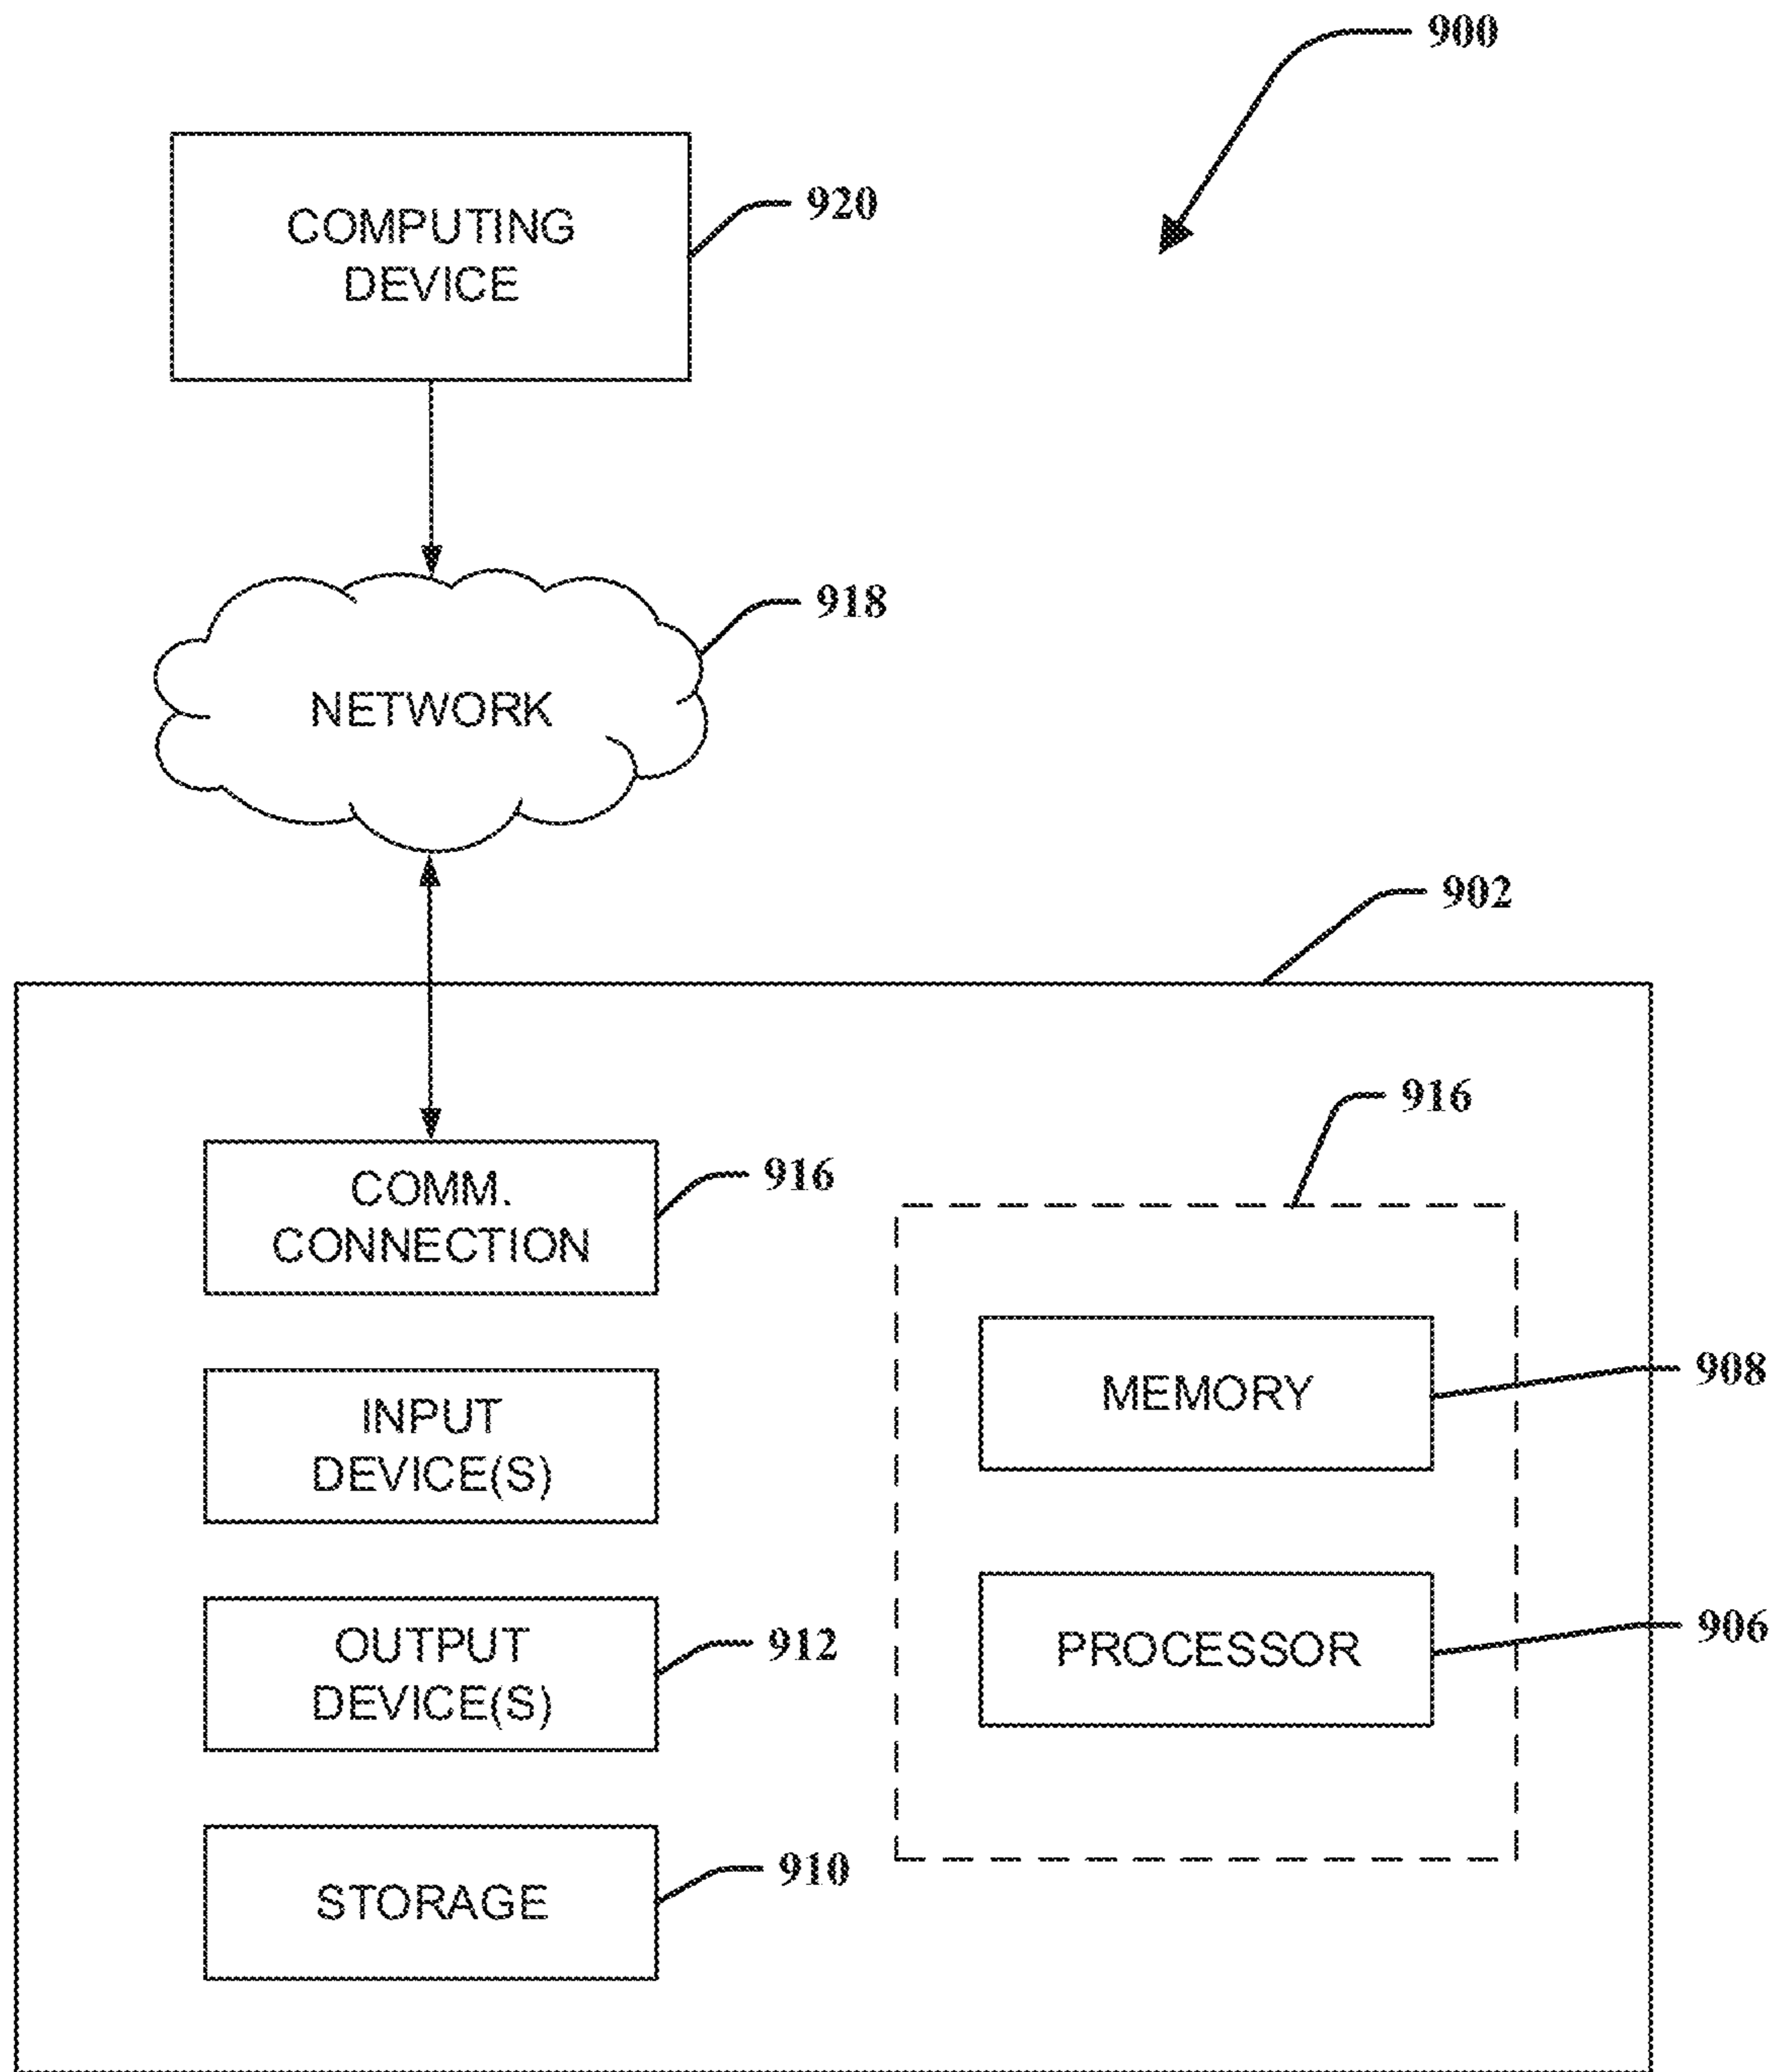 900
COMPUTING
DEVICE
920
NETWORK
918
902
COMM.
CONNECTION
916
916
INPUT
DEVICE(S)
MEMORY
908
OUTPUT
DEVICE(S)
912
PROCESSOR
906
STORAGE
910